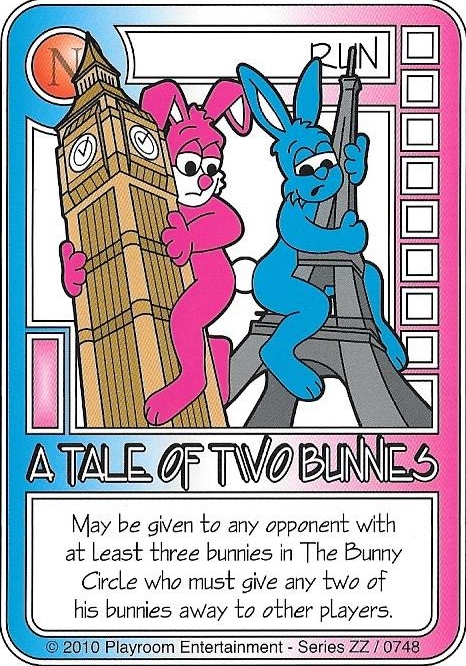 N
RUN
A TALE OF TWO BUNNIES
May be given to any opponent with
at least three bunnies in The Bunny
Circle who must give any two of
his bunnies away to other players.
© 2010 Playroom Entertainment - Series ZZ / 0748